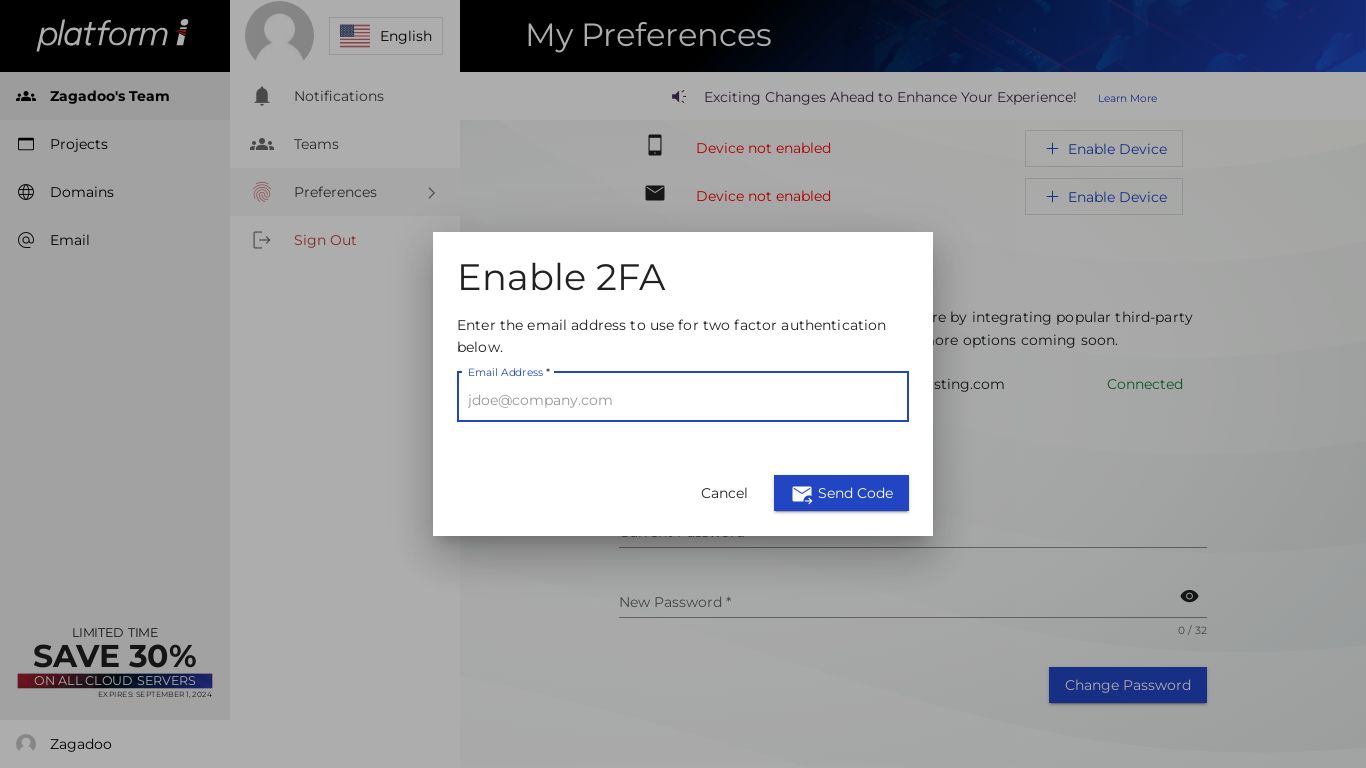 platform i
English
My Preferences
Zagadoo's Team
Projects
Domains
Email
Notifications
Teams
Preferences
Sign Out
Exciting Changes Ahead to Enhance Your Experience! Learn More
Device not enabled
+ Enable Device
Device not enabled
+ Enable Device
re by integrating popular third-party
more options coming soon.
sting.com
Connected
Enable 2FA
Enter the email address to use for two factor authentication
below.
Email Address *
jdoe@company.com
Cancel
Send Code
Current Password
New Password *
0 / 32
Change Password
LIMITED TIME
SAVE 30%
ON ALL CLOUD SERVERS
EXPIRES: SEPTEMBER 1, 2024
Zagadoo